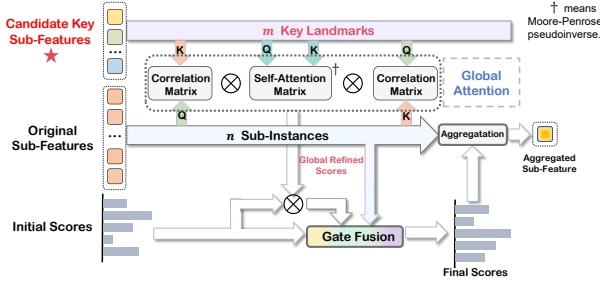 Candidate Key
Sub-Features
m Key Landmarks
† means
Moore-Penrose
pseudoinverse.
K
Q
K
Q
Correlation
Matrix
Self-Attention
Matrix
†
Correlation
Matrix
Global
Attention
Q
K
Original
Sub-Features
n Sub-Instances
Aggregatation
Aggregated
Sub-Feature
Global Refined
Scores
Initial Scores
Gate Fusion
Final Scores